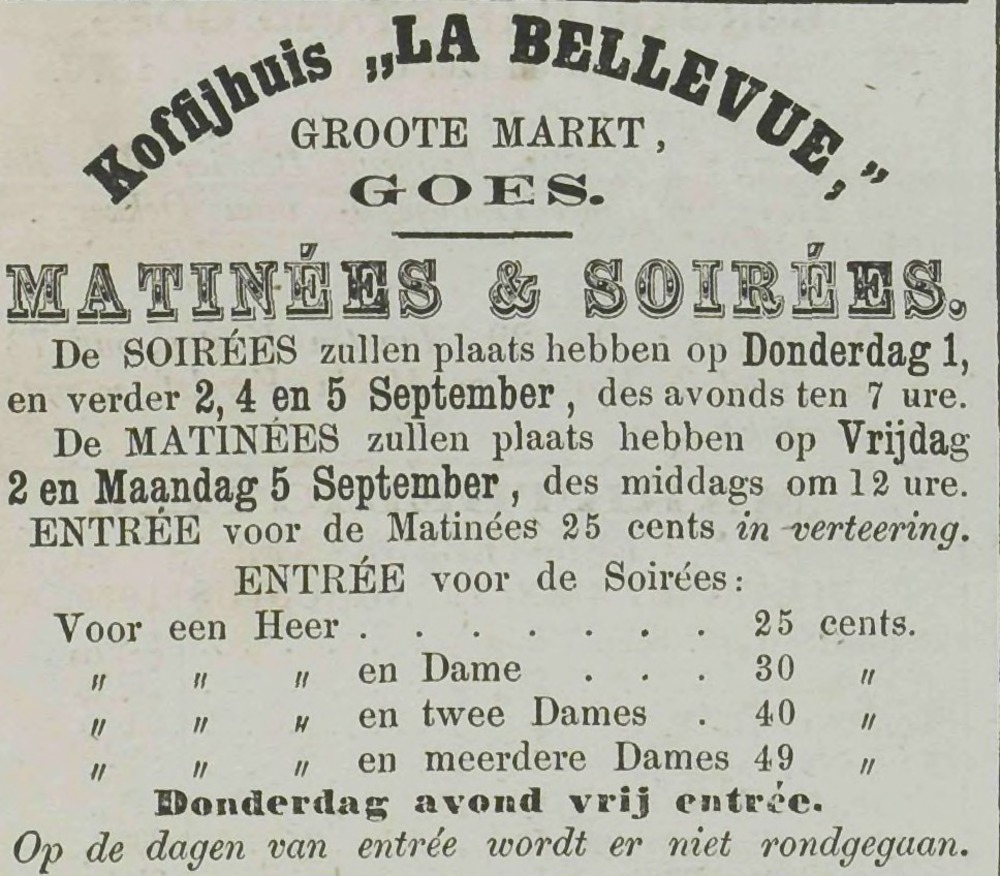 Koffijhuis „LA BELLEVUE,”
GROOTE MARKT,
GOES.
MATINÉES & SOIRÉES.
De SOIRÉES zullen plaats hebben op Donderdag 1,
en verder 2, 4 en 5 September, des avonds ten 7 ure.
De MATINÉES zullen plaats hebben op Vrijdag
2 en Maandag 5 September, des middags om 12 ure.
ENTRÉE voor de Matinées 25 cents in verteering.
ENTRÉE voor de Soirées:
Voor een Heer . . . . . . . 25 cents.
„ „ „ en Dame . . . 30 „
„ „ „ en twee Dames . 40 „
„ „ „ en meerdere Dames 49 „
Donderdag avond vrij entrée.
Op de dagen van entrée wordt er niet rondgegaan.